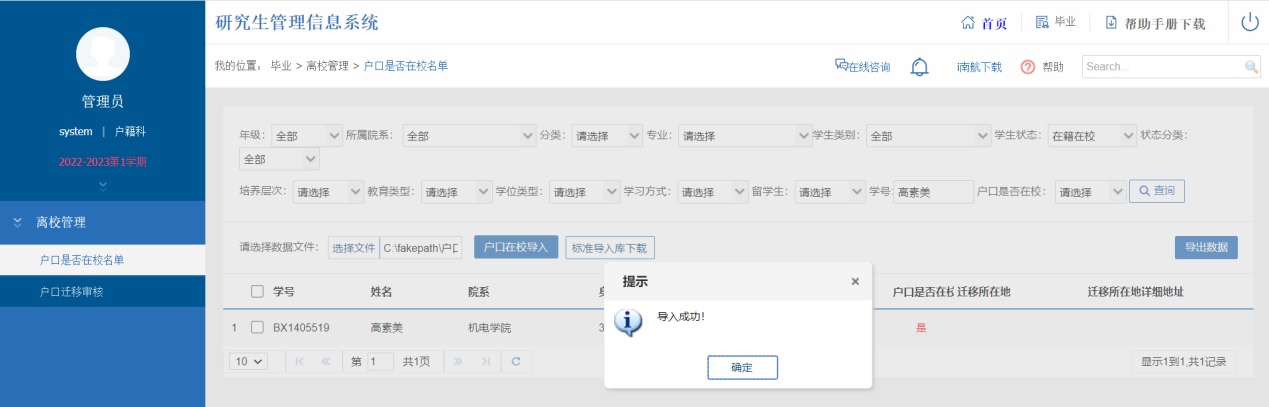 研究生管理信息系统
首页
毕业
帮助手册下载
管理员
system | 户籍科
2022-2023第1学期
离校管理
户口是否在校名单
户口迁移审核
我的位置： 毕业 > 离校管理 > 户口是否在校名单
在线咨询
i南航下载
帮助
Search...
年级： 全部 所属院系： 全部 分类： 请选择 专业： 请选择 学生类别： 全部 学生状态： 在籍在校 状态分类：
全部
培养层次： 请选择 教育类型： 请选择 学位类型： 请选择 学习方式： 请选择 留学生： 请选择 学号: 高素美 户口是否在校： 请选择 查询
请选择数据文件： 选择文件 C:\fakepath\户 户口在校导入 标准导入库下载 导出数据
学号 姓名 院系 户口是否在 迁移所在地 迁移所在地详细地址
1 BX1405519 高素美 机电学院 3 是
10 第 1 共1页 显示1到1,共1记录
提示 ×
导入成功！
确定